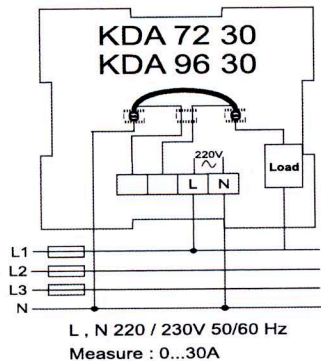 KDA 72 30
KDA 96 30
220V
Load
L N
L1
L2
L3
N
L , N 220 / 230V 50/60 Hz
Measure : 0...30A